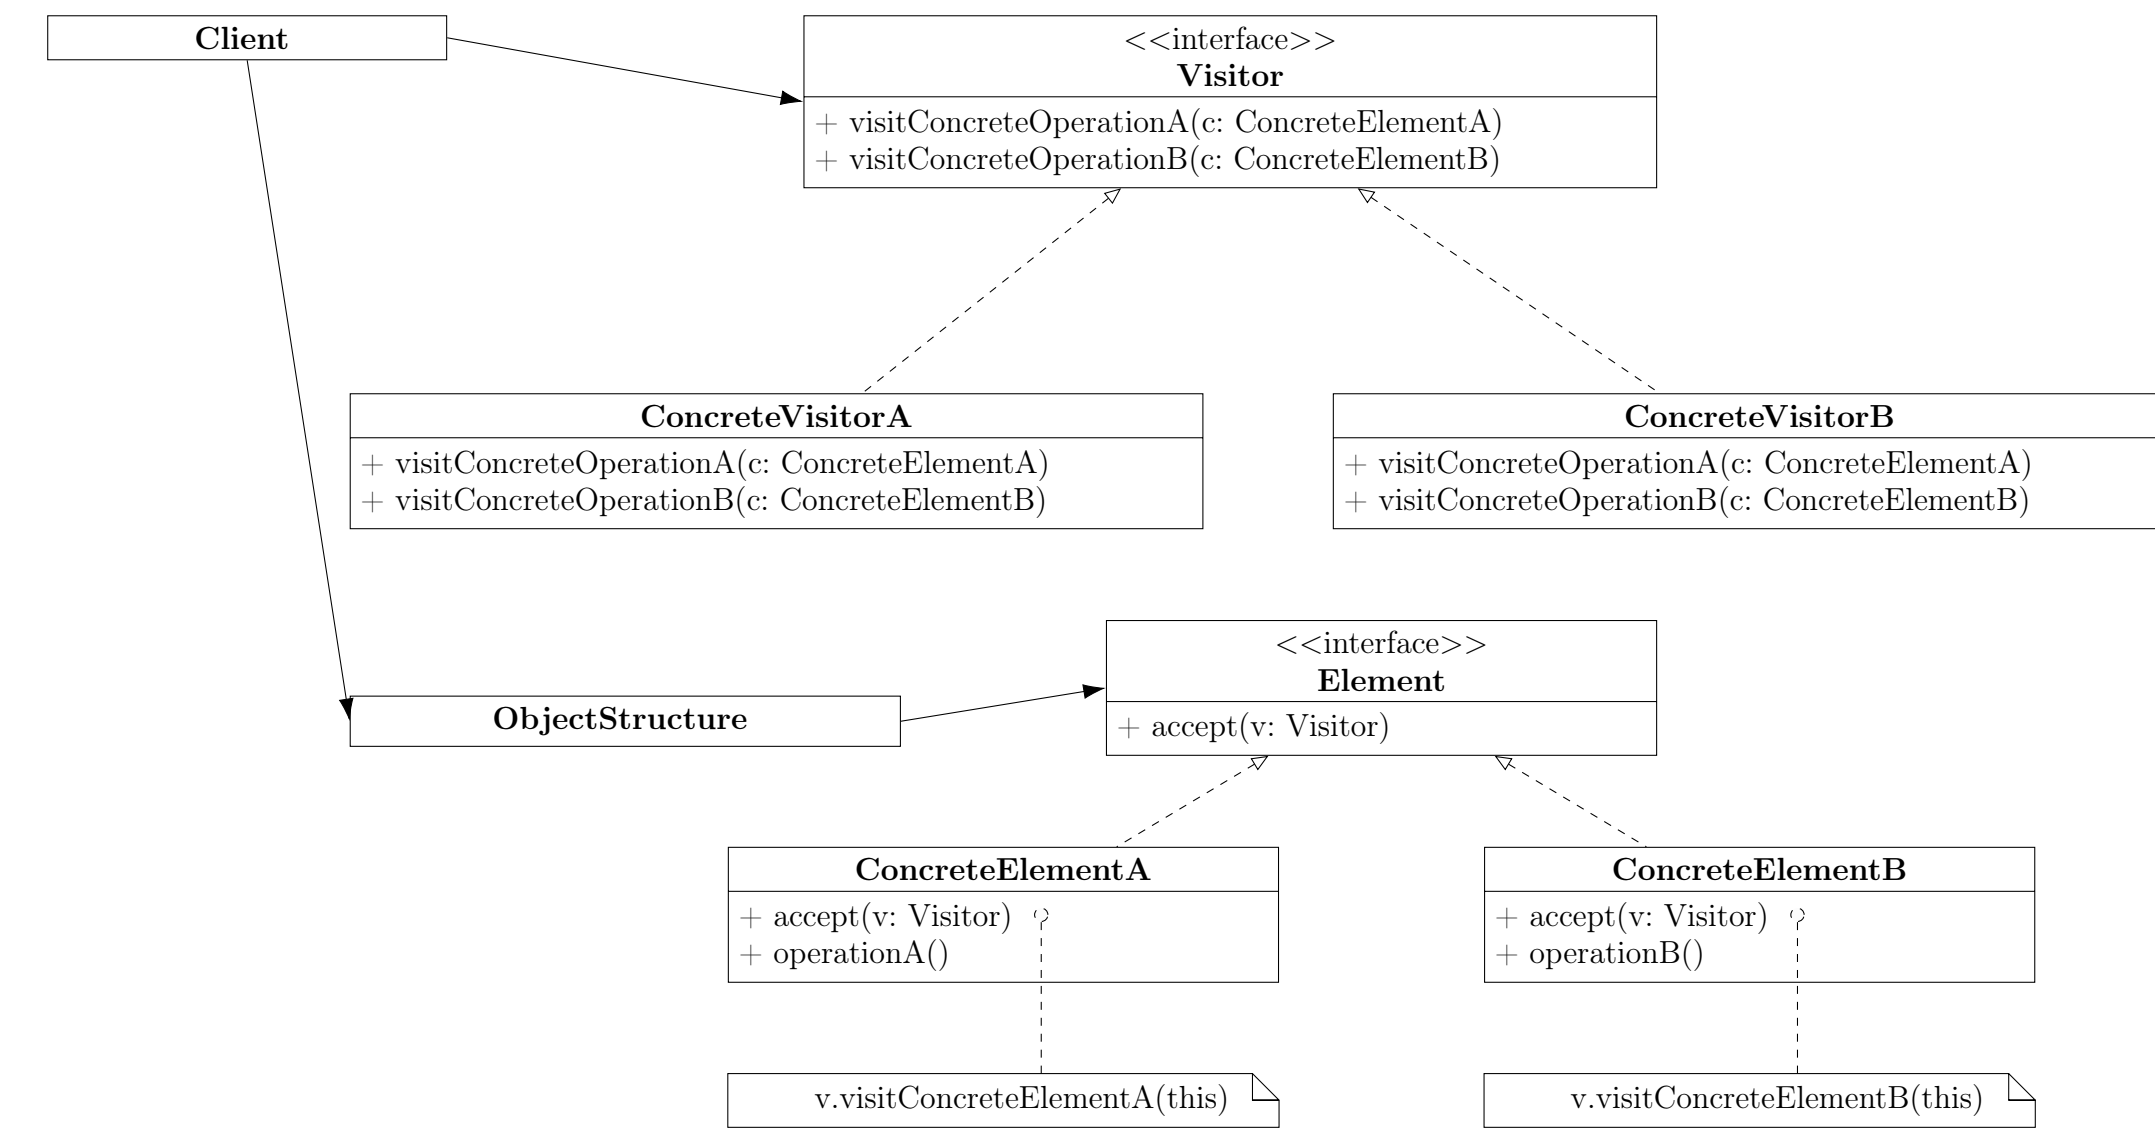 Client
<<interface>>
Visitor
+ visitConcreteOperationA(c: ConcreteElementA)
+ visitConcreteOperationB(c: ConcreteElementB)
ConcreteVisitorA
+ visitConcreteOperationA(c: ConcreteElementA)
+ visitConcreteOperationB(c: ConcreteElementB)
ConcreteVisitorB
+ visitConcreteOperationA(c: ConcreteElementA)
+ visitConcreteOperationB(c: ConcreteElementB)
<<interface>>
Element
+ accept(v: Visitor)
ObjectStructure
ConcreteElementA
+ accept(v: Visitor)
+ operationA()
ConcreteElementB
+ accept(v: Visitor)
+ operationB()
v.visitConcreteElementA(this)
v.visitConcreteElementB(this)